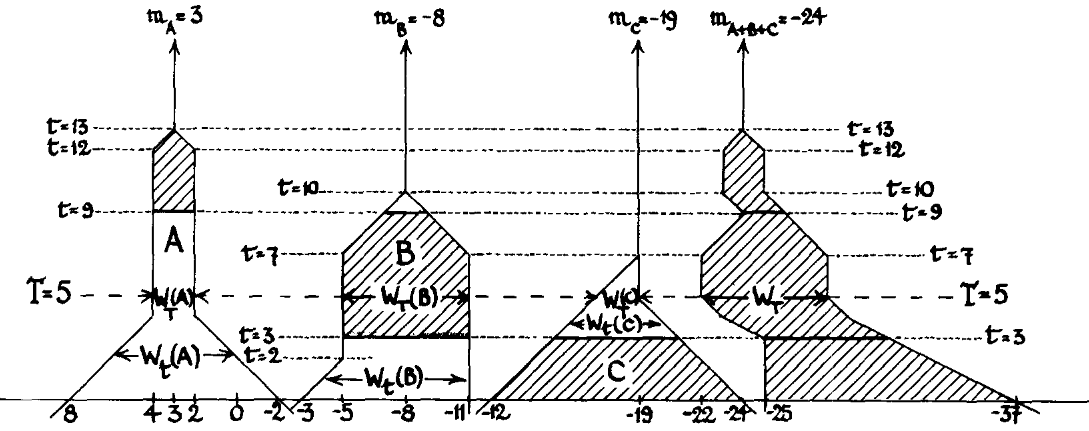 m_A = 3 m_B = -8 m_C = -19 m_A+B+C = -24
t=13 t=13
t=12 t=12
t=10 t=10
t=9 t=9
A
t=7 B t=7
T=5 W_T(A) W_T(B) W_T(C) W_T T=5
W_t(C)
t=3 t=3
W_t(A) t=2
W_t(B) C
8 4 3 2 0 -2 -3 -5 -8 -11 -12 -19 -22 -24 -25 -37